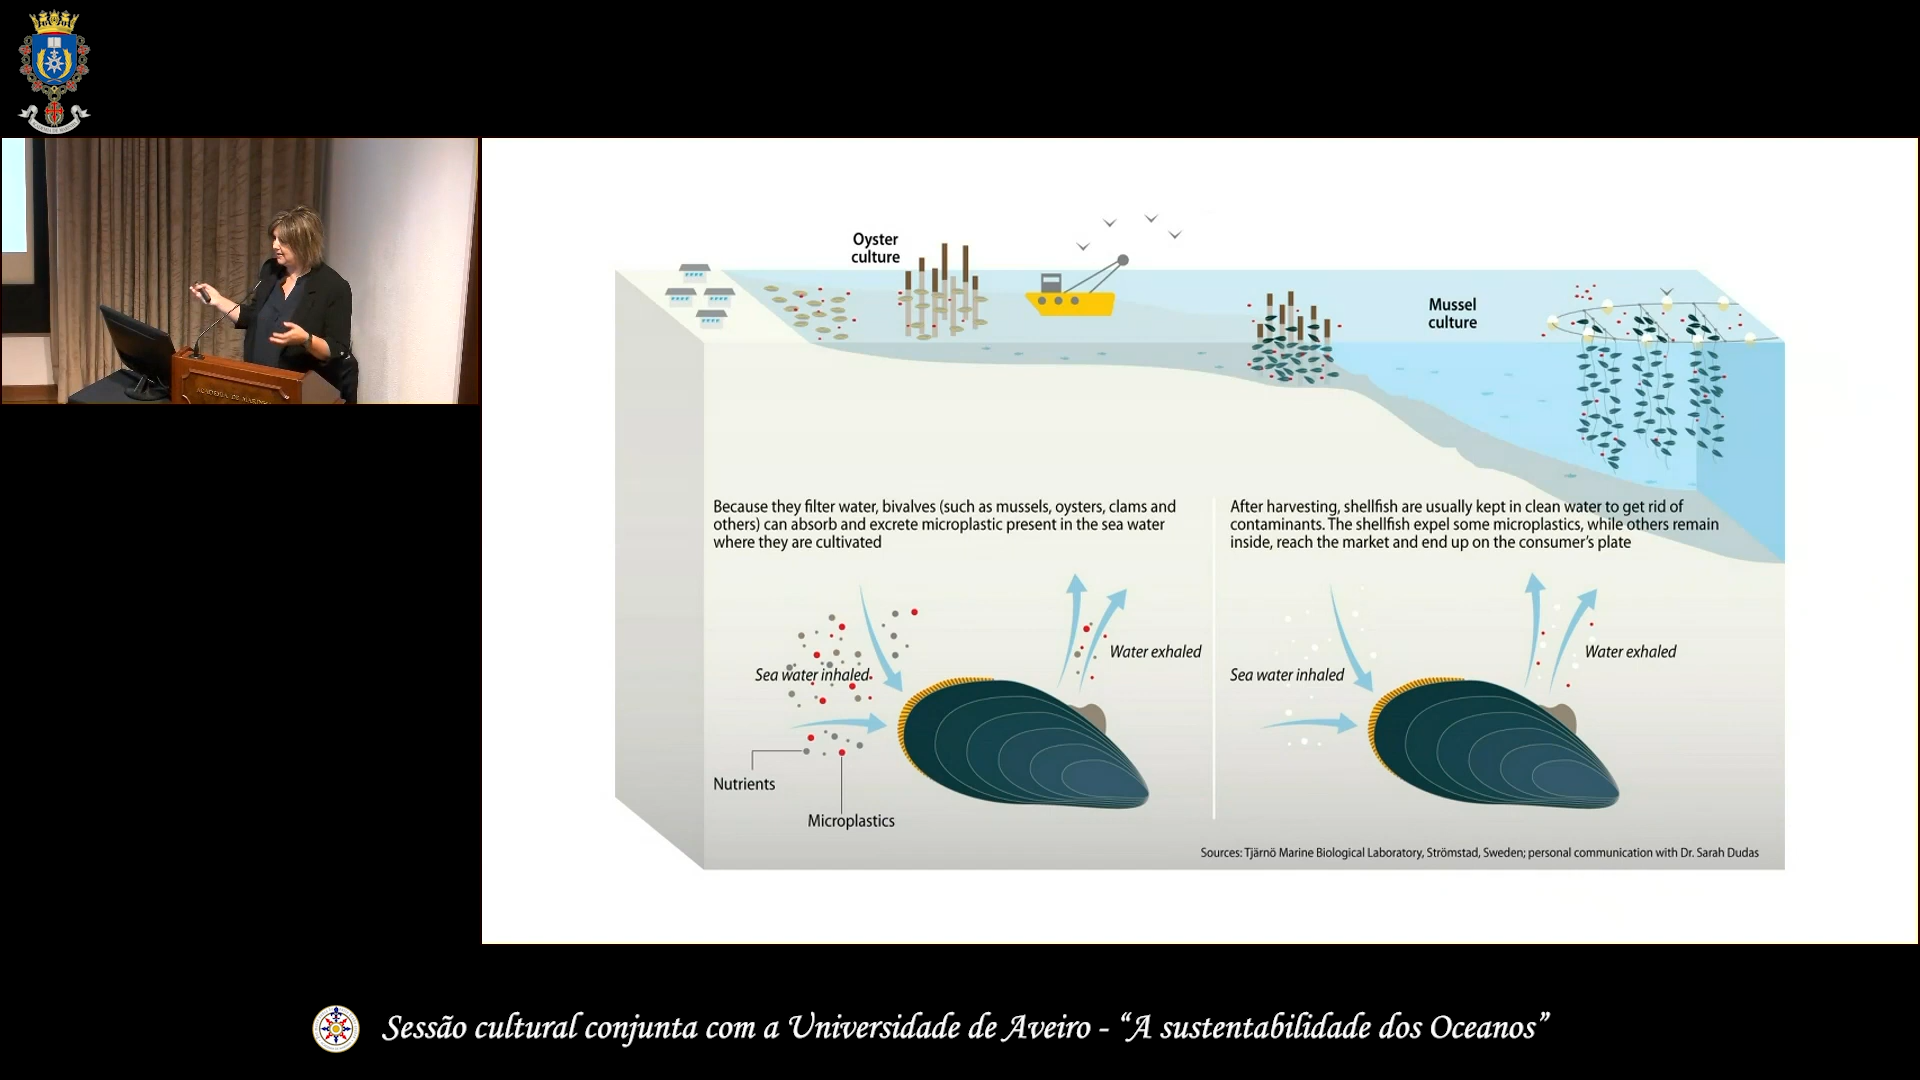 ACADEMIA DE MARINHA
Oyster
culture
Mussel
culture
Because they filter water, bivalves (such as mussels, oysters, clams and
others) can absorb and excrete microplastic present in the sea water
where they are cultivated
After harvesting, shellfish are usually kept in clean water to get rid of
contaminants. The shellfish expel some microplastics, while others remain
inside, reach the market and end up on the consumer's plate
Sea water inhaled
Water exhaled
Nutrients
Microplastics
Sea water inhaled
Water exhaled
Sources: Tjärnö Marine Biological Laboratory, Strömstad, Sweden; personal communication with Dr. Sarah Dudas
Sessão cultural conjunta com a Universidade de Aveiro - “A sustentabilidade dos Oceanos”